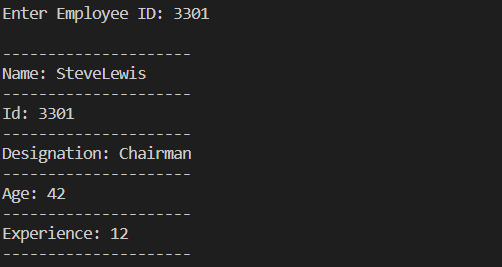 Enter Employee ID: 3301
---------------------
Name: SteveLewis
---------------------
Id: 3301
---------------------
Designation: Chairman
---------------------
Age: 42
---------------------
Experience: 12
---------------------